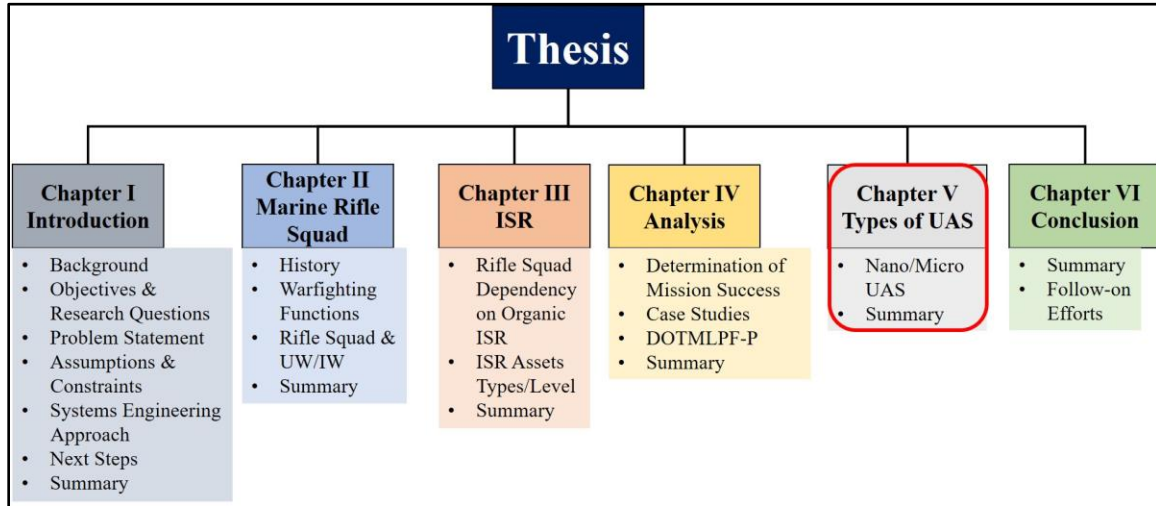 Thesis
Chapter I
Introduction
• Background
• Objectives &
Research Questions
• Problem Statement
• Assumptions &
Constraints
• Systems Engineering
Approach
• Next Steps
• Summary
Chapter II
Marine Rifle
Squad
• History
• Warfighting
Functions
• Rifle Squad &
UW/IW
• Summary
Chapter III
ISR
• Rifle Squad
Dependency
on Organic
ISR
• ISR Assets
Types/Level
• Summary
Chapter IV
Analysis
• Determination of
Mission Success
• Case Studies
• DOTMLPF-P
• Summary
Chapter V
Types of UAS
• Nano/Micro
UAS
• Summary
Chapter VI
Conclusion
• Summary
• Follow-on
Efforts